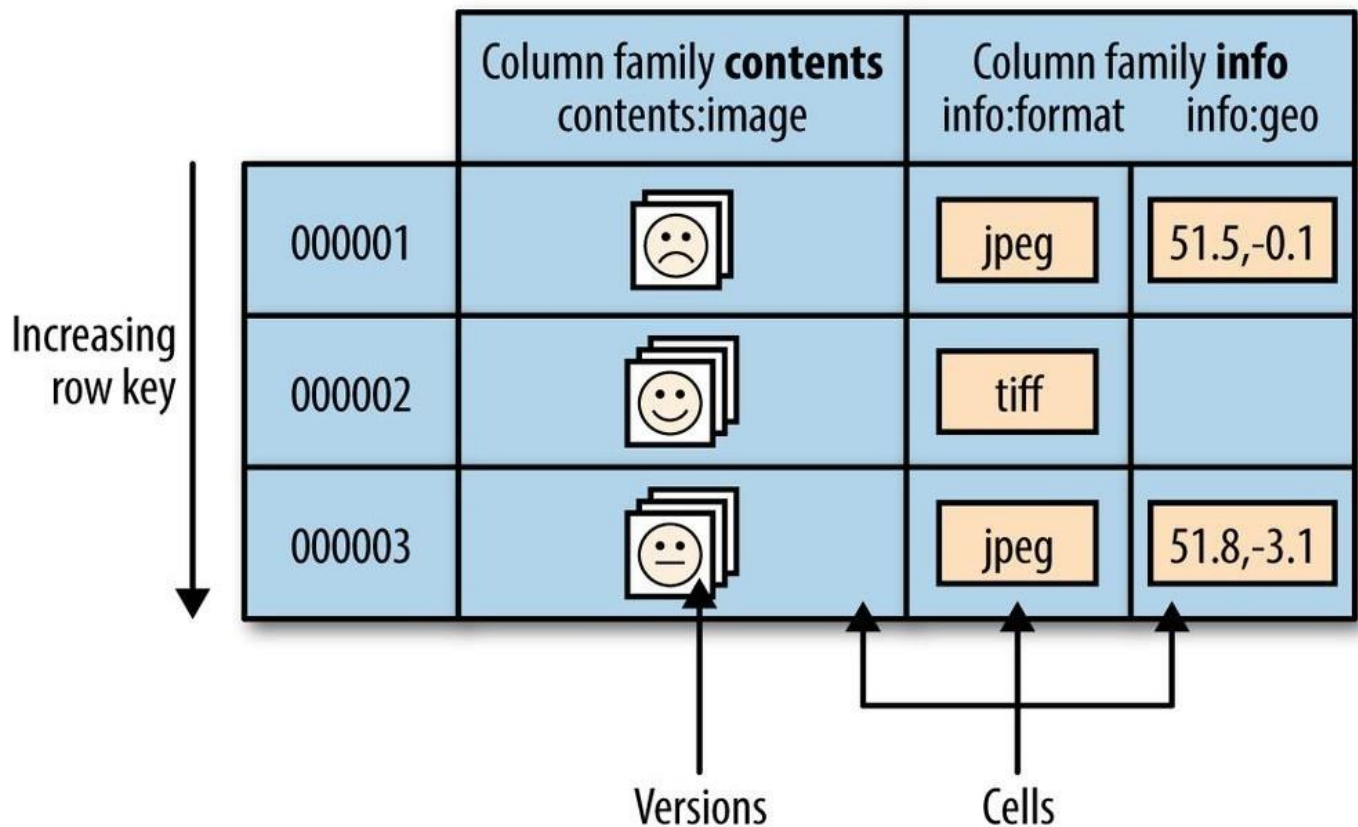 Column family contents
contents:image
Column family info
info:format info:geo
000001
jpeg
51.5,-0.1
Increasing
row key
000002
tiff
000003
jpeg
51.8,-3.1
Versions
Cells